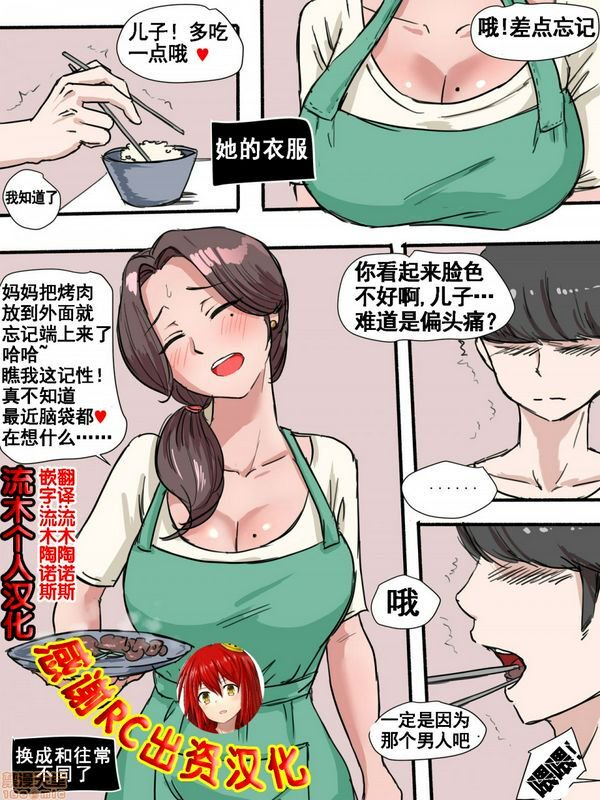 儿子！多吃
一点哦♥
我知道了
哦！差点忘记
她的衣服
妈妈把烤肉
放到外面就
忘记端上来了
哈哈~
瞧我这记性！
真不知道
最近脑袋都♥
在想什么……
你看起来脸色
不好啊，儿子…
难道是偏头痛？
……
哦
一定是因为
那个男人吧
喂喂！
翻译：流木陶诺斯
嵌字：流木陶诺斯
流木个人汉化
感谢RC出资汉化
换成和往常
不同了